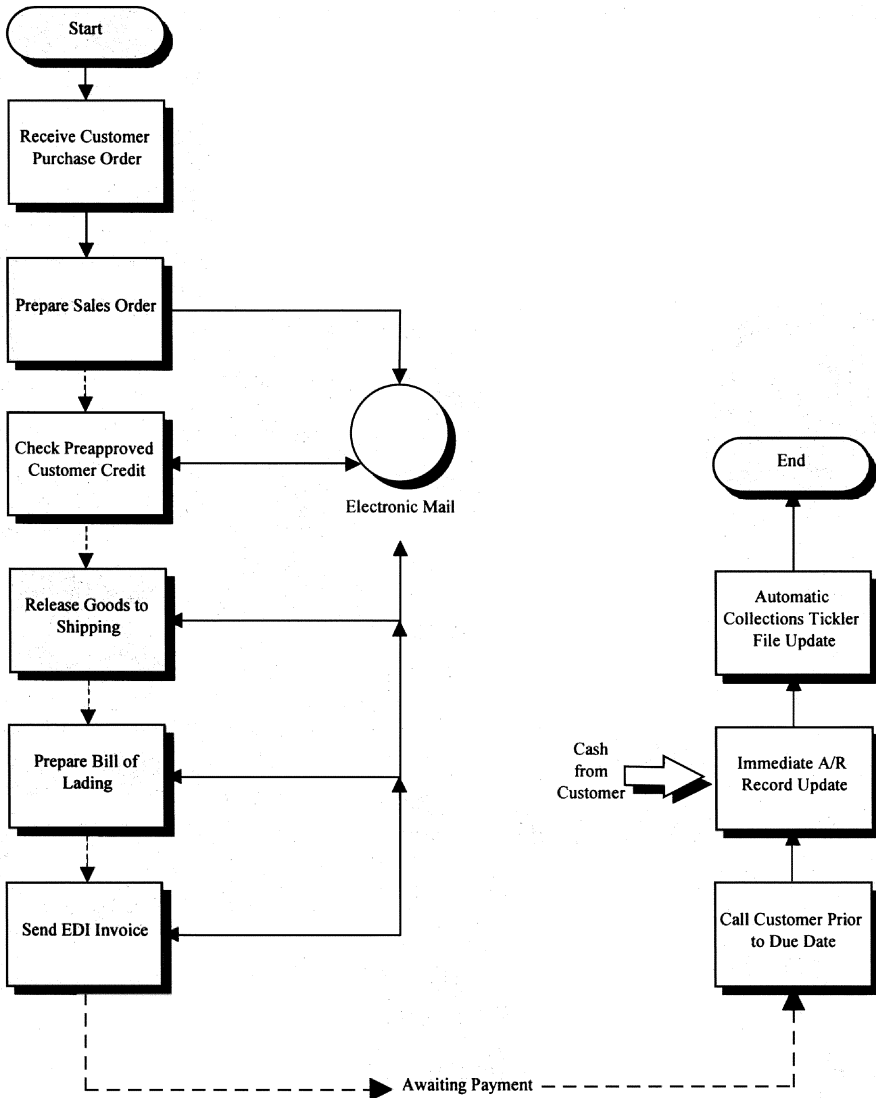 Start
Receive Customer
Purchase Order
Prepare Sales Order
Check Preapproved
Customer Credit
Electronic Mail
Release Goods to
Shipping
Prepare Bill of
Lading
Send EDI Invoice
Awaiting Payment
Call Customer Prior
to Due Date
Cash
from
Customer
Immediate A/R
Record Update
Automatic
Collections Tickler
File Update
End